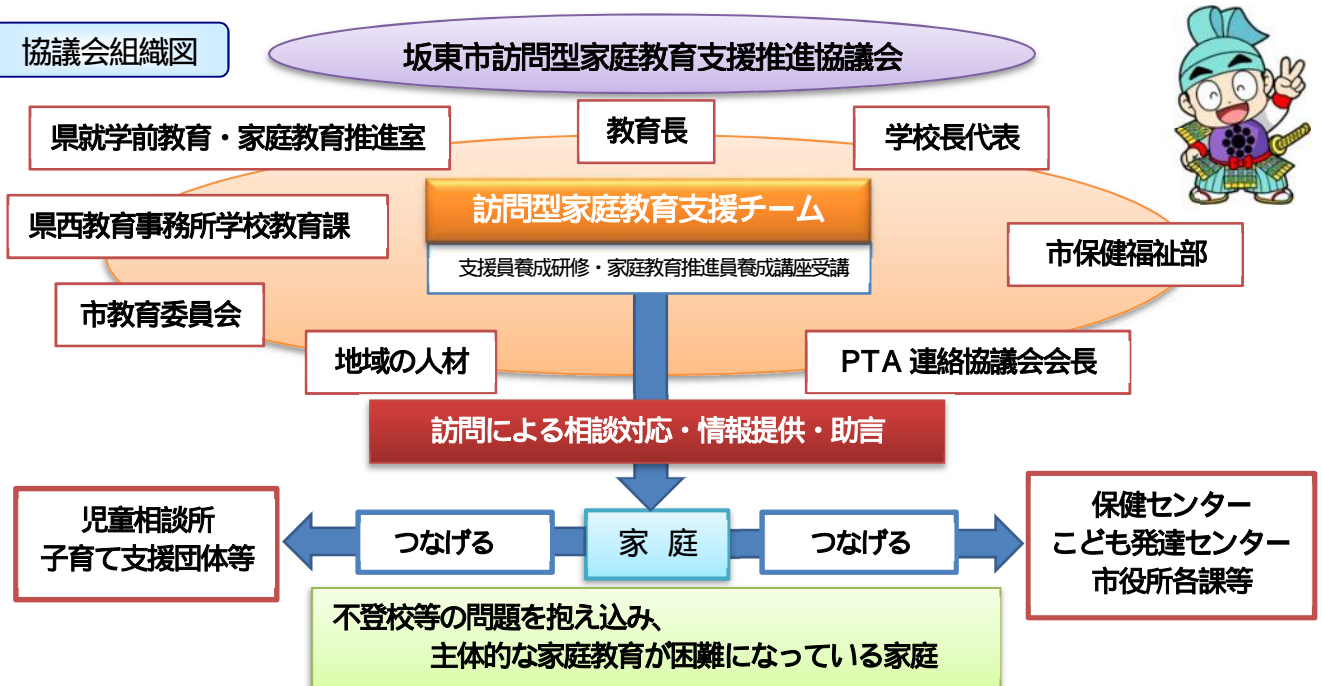 協議会組織図
坂東市訪問型家庭教育支援推進協議会
県就学前教育・家庭教育推進室
教育長
学校長代表
県西教育事務所学校教育課
訪問型家庭教育支援チーム
支援員養成研修・家庭教育推進員養成講座受講
市保健福祉部
市教育委員会
地域の人材
PTA 連絡協議会会長
訪問による相談対応・情報提供・助言
児童相談所
子育て支援団体等
つなげる
家 庭
つなげる
保健センター
こども発達センター
市役所各課等
不登校等の問題を抱え込み、
主体的な家庭教育が困難になっている家庭